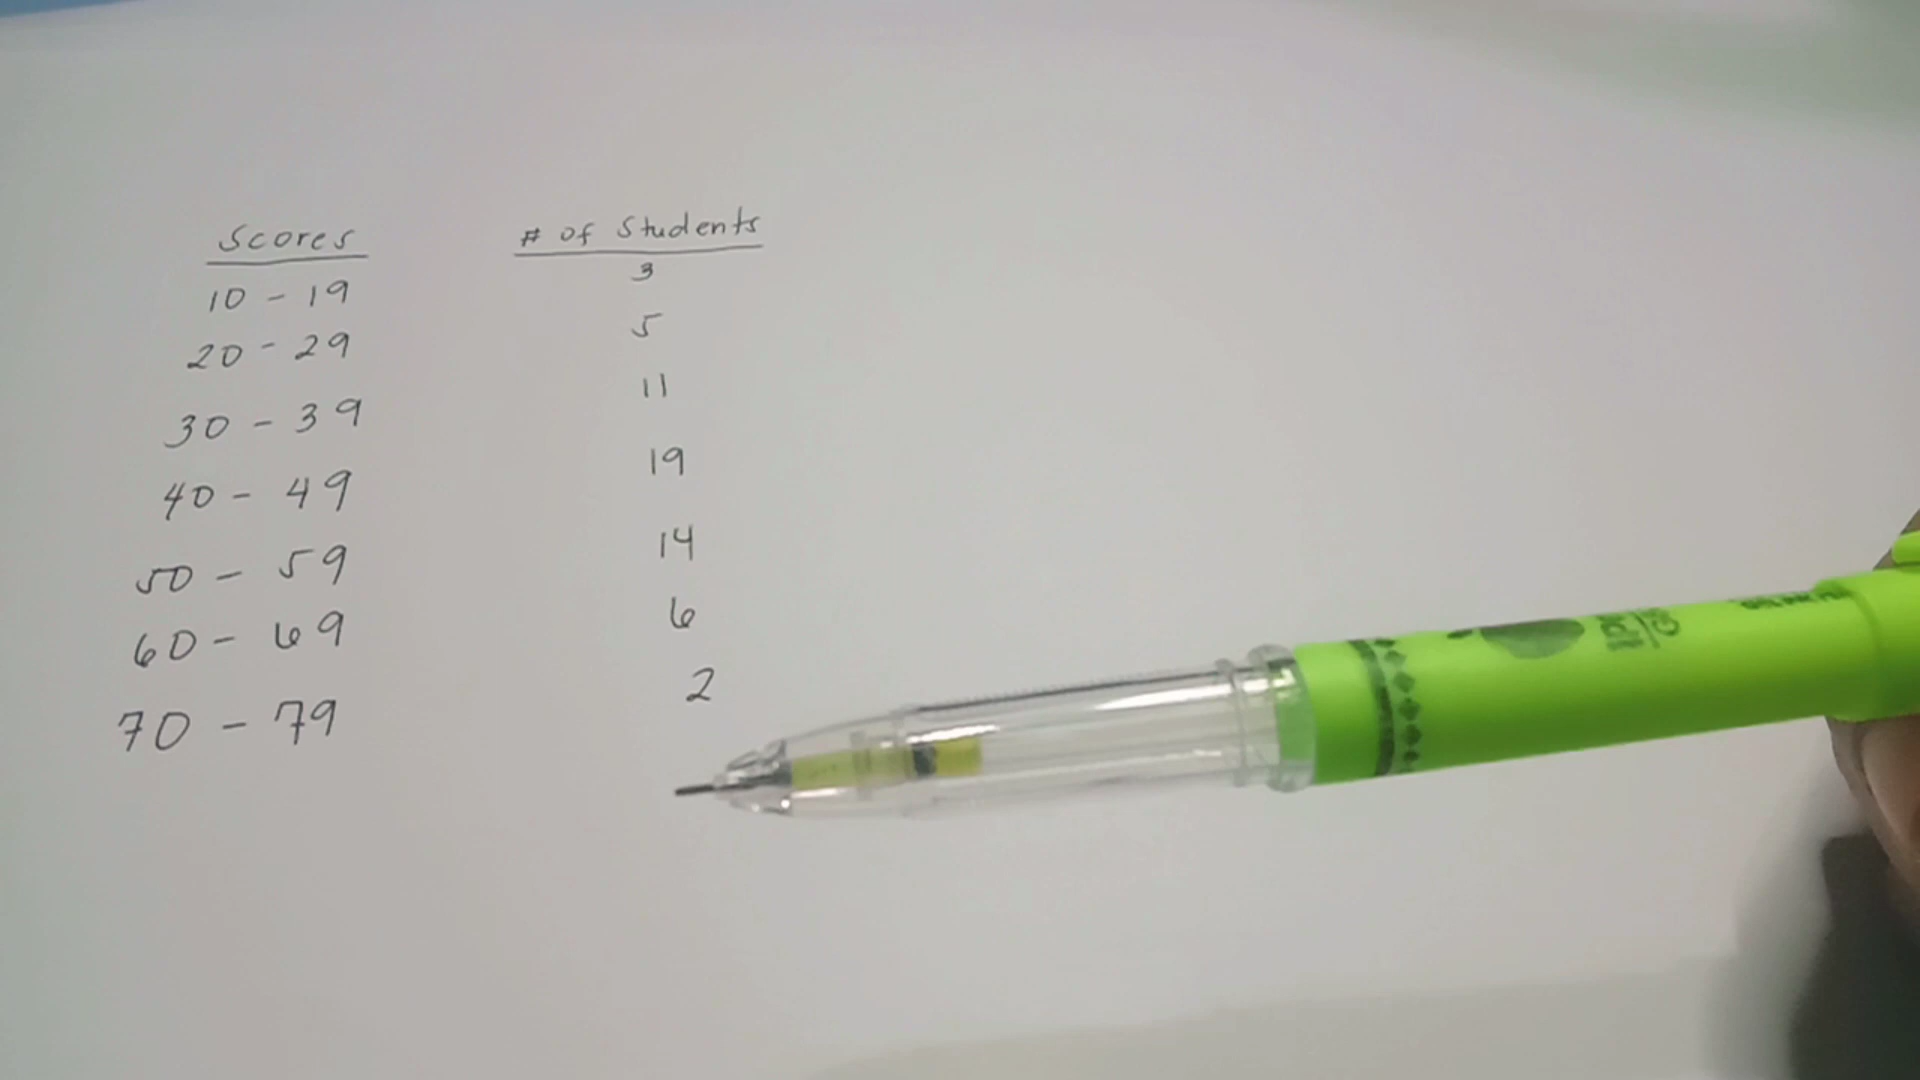 Scores # of Students
10 - 19 3
20 - 29 5
30 - 39 11
40 - 49 19
50 - 59 14
60 - 69 6
70 - 79 2